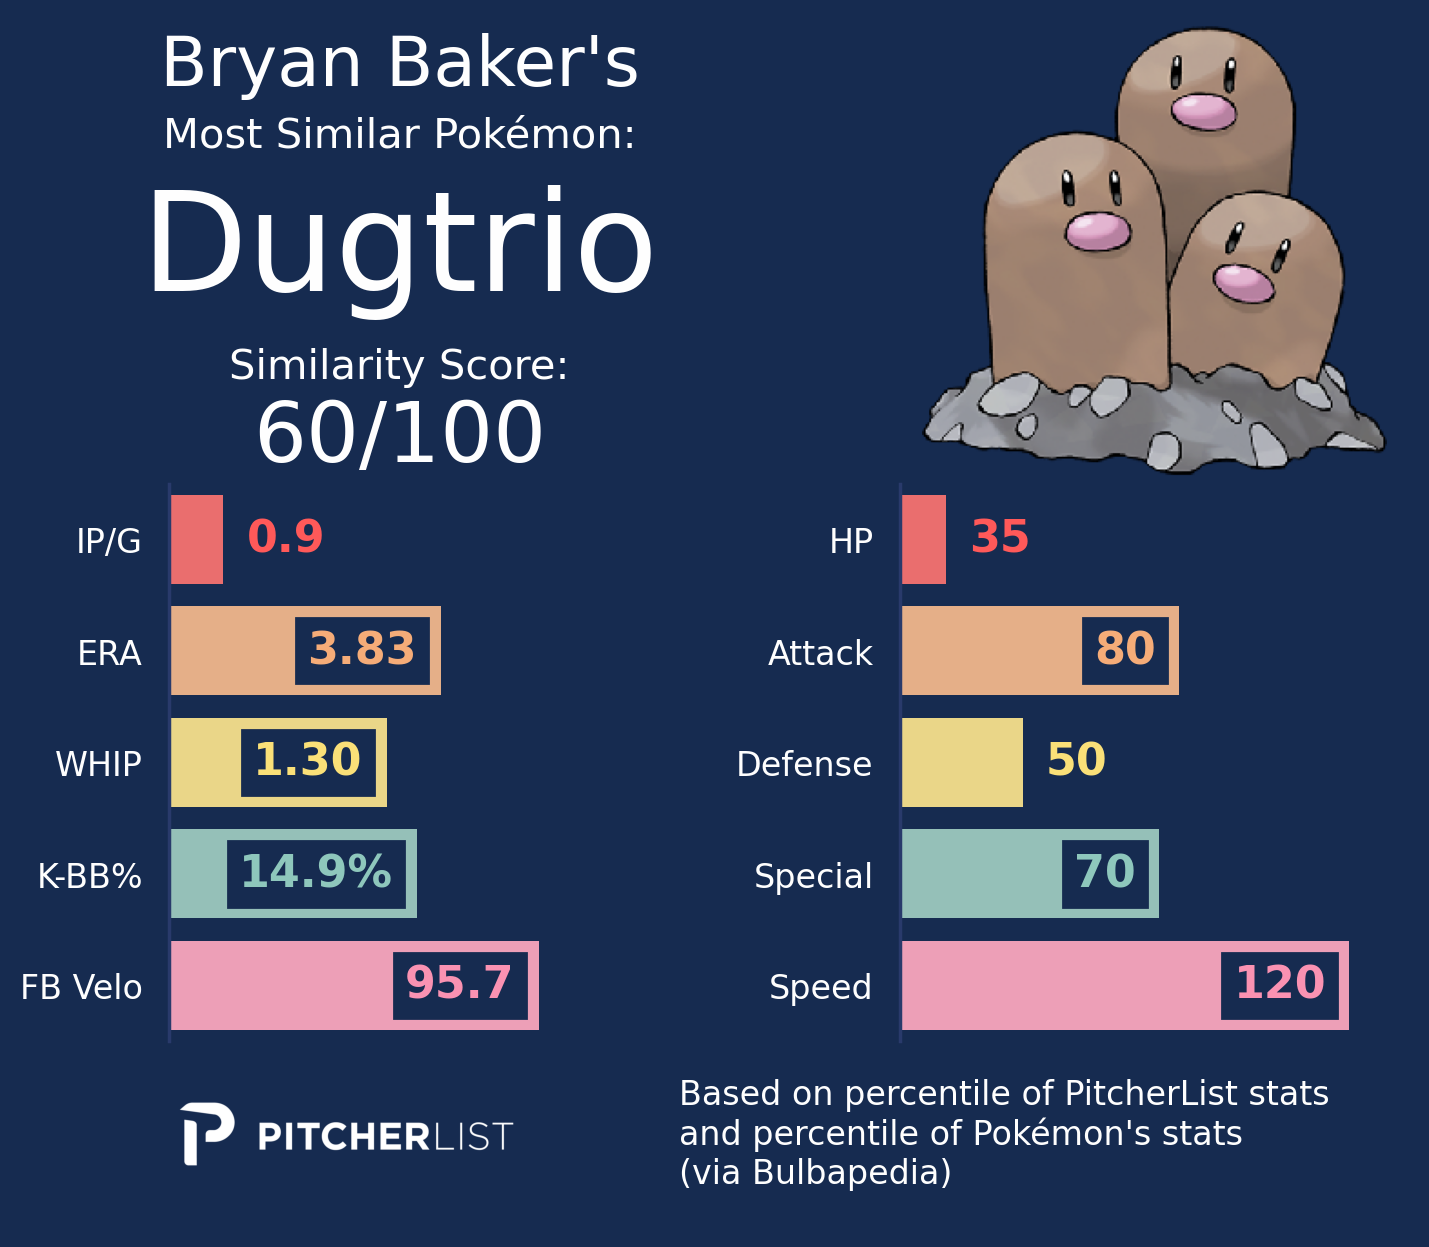 Bryan Baker's
Most Similar Pokémon:
Dugtrio
Similarity Score:
60/100
IP/G 0.9
ERA 3.83
WHIP 1.30
K-BB% 14.9%
FB Velo 95.7
HP 35
Attack 80
Defense 50
Special 70
Speed 120
PITCHERLIST
Based on percentile of PitcherList stats
and percentile of Pokémon's stats
(via Bulbapedia)